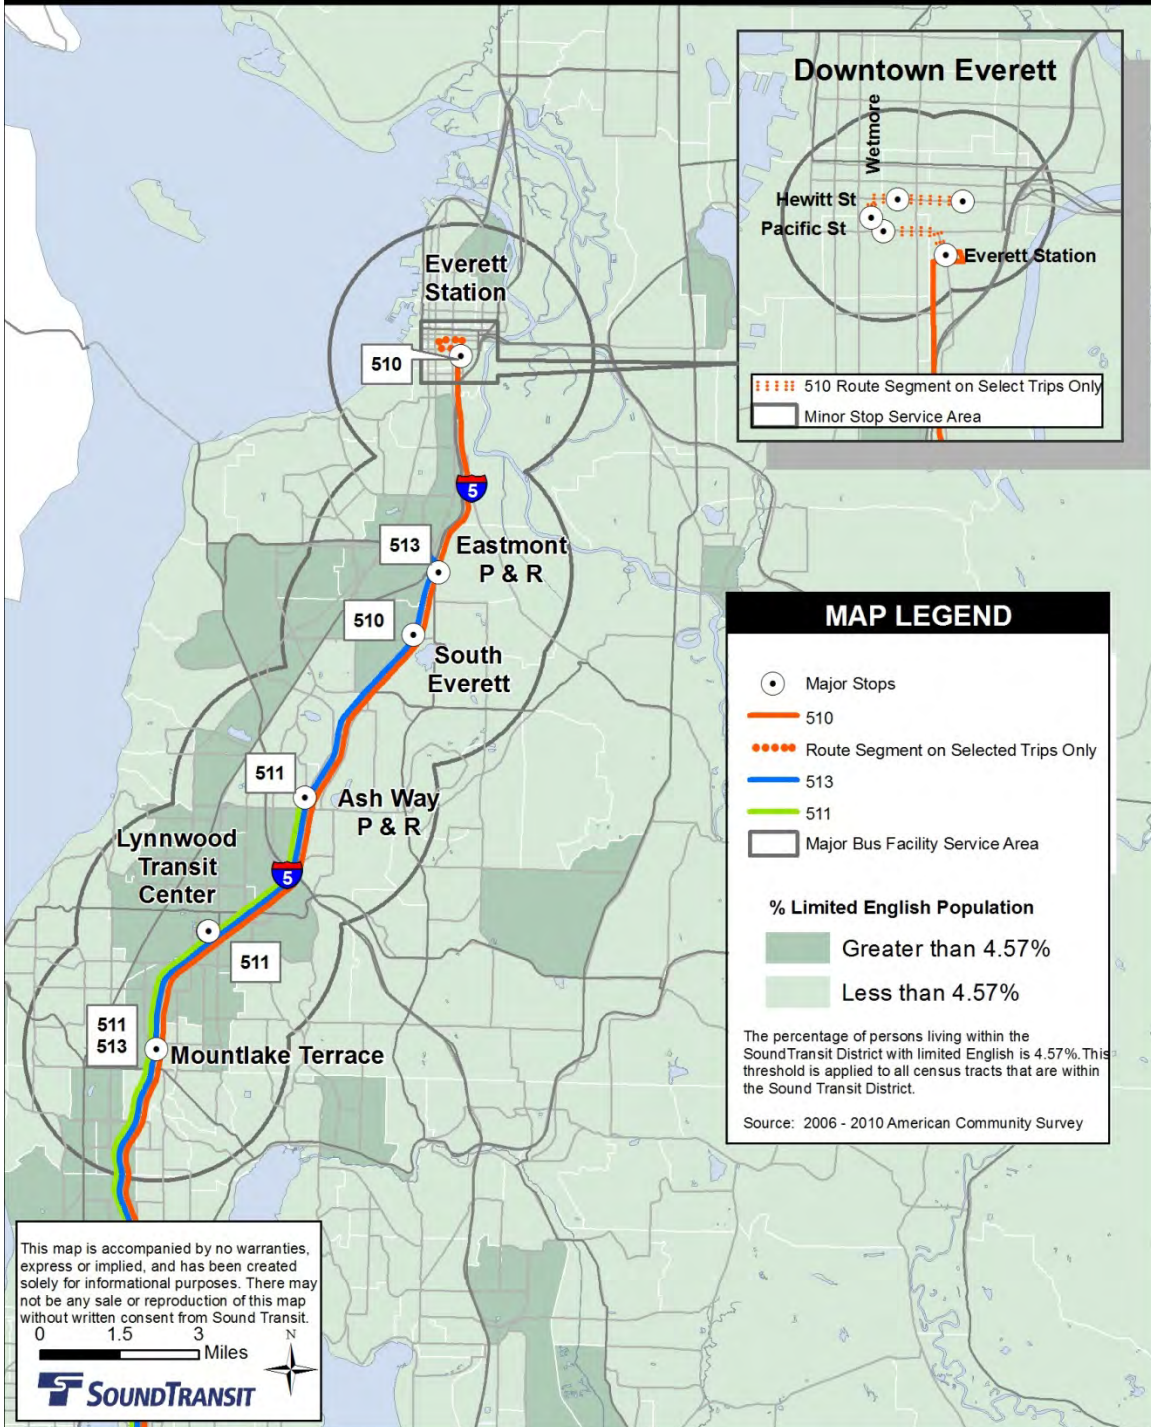 Downtown Everett
Wetmore
Hewitt St
Pacific St
Everett Station
510 Route Segment on Select Trips Only
Minor Stop Service Area
Everett
Station
510
5
513
Eastmont
P & R
510
South
Everett
511
Ash Way
P & R
Lynnwood
Transit
Center
5
511
511
513
Mountlake Terrace
MAP LEGEND
Major Stops
510
Route Segment on Selected Trips Only
513
511
Major Bus Facility Service Area
% Limited English Population
Greater than 4.57%
Less than 4.57%
The percentage of persons living within the
SoundTransit District with limited English is 4.57%.This
threshold is applied to all census tracts that are within
the Sound Transit District.
Source: 2006 - 2010 American Community Survey
This map is accompanied by no warranties,
express or implied, and has been created
solely for informational purposes. There may
not be any sale or reproduction of this map
without written consent from Sound Transit.
0 1.5 3
Miles
N
SOUNDTRANSIT